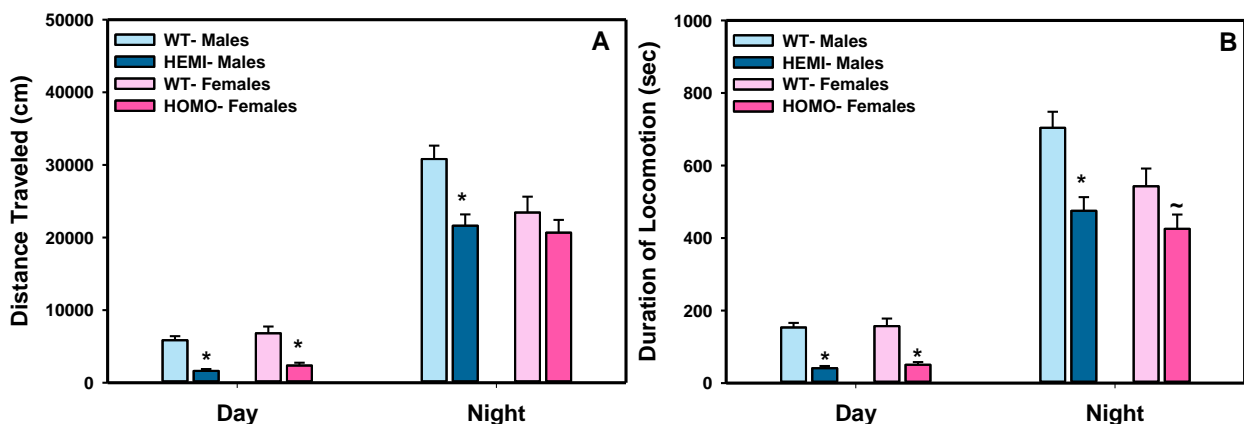 A
Distance Traveled (cm)
50000
40000
30000
20000
10000
0
WT- Males
HEMI- Males
WT- Females
HOMO- Females
*
*
*
Day
Night
B
Duration of Locomotion (sec)
1000
800
600
400
200
0
WT- Males
HEMI- Males
WT- Females
HOMO- Females
*
*
*
~
Day
Night